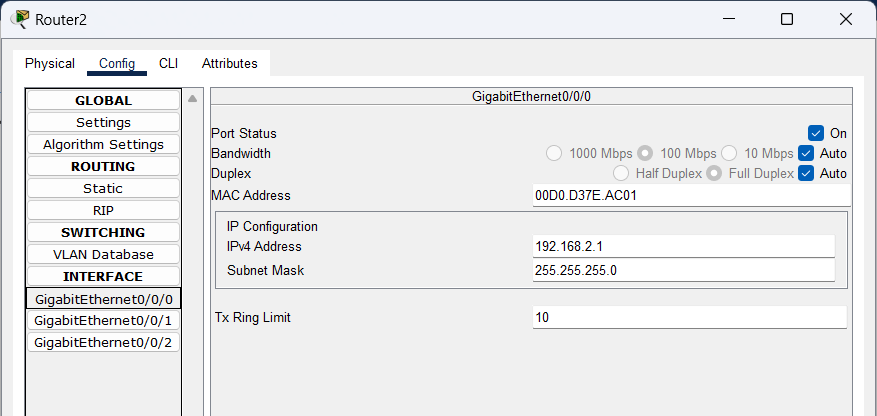 Router2
Physical Config CLI Attributes
GLOBAL
Settings
Algorithm Settings
ROUTING
Static
RIP
SWITCHING
VLAN Database
INTERFACE
GigabitEthernet0/0/0
GigabitEthernet0/0/1
GigabitEthernet0/0/2
GigabitEthernet0/0/0
Port Status On
Bandwidth 1000 Mbps 100 Mbps 10 Mbps Auto
Duplex Half Duplex Full Duplex Auto
MAC Address 00D0.D37E.AC01
IP Configuration
IPv4 Address 192.168.2.1
Subnet Mask 255.255.255.0
Tx Ring Limit 10